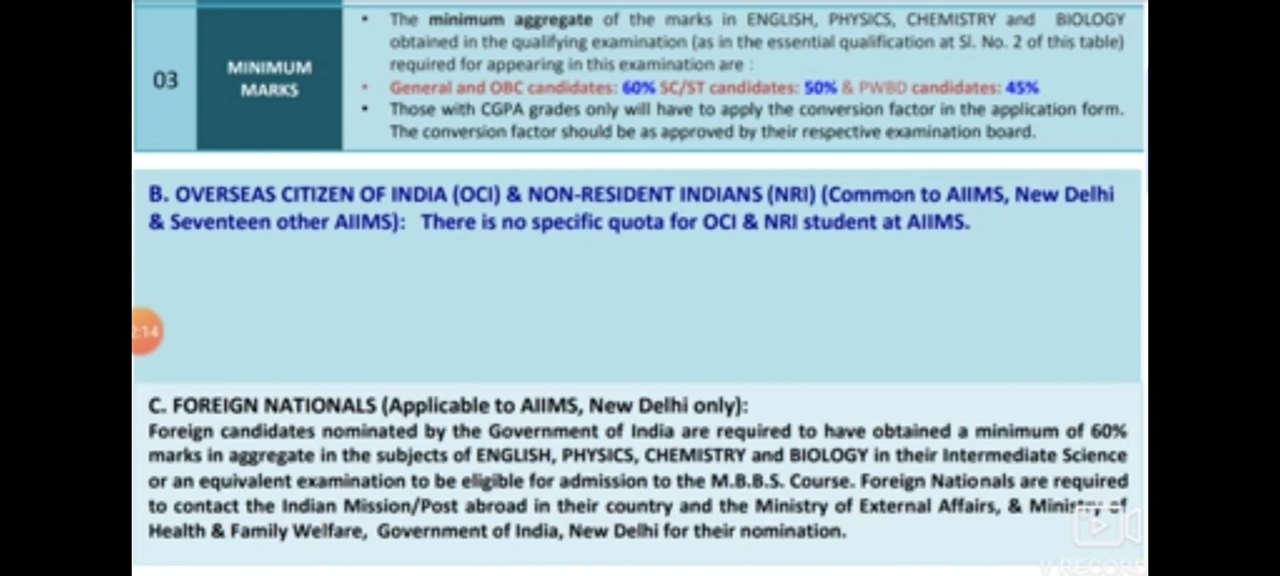 • The minimum aggregate of the marks in ENGLISH, PHYSICS, CHEMISTRY and BIOLOGY
obtained in the qualifying examination (as in the essential qualification at Sl. No. 2 of this table)
required for appearing in this examination are :
03 MINIMUM MARKS
• General and OBC candidates: 60% SC/ST candidates: 50% & PWBD candidates: 45%
• Those with CGPA grades only will have to apply the conversion factor in the application form.
The conversion factor should be as approved by their respective examination board.
B. OVERSEAS CITIZEN OF INDIA (OCI) & NON-RESIDENT INDIANS (NRI) (Common to AIIMS, New Delhi
& Seventeen other AIIMS): There is no specific quota for OCI & NRI student at AIIMS.
2:14
C. FOREIGN NATIONALS (Applicable to AIIMS, New Delhi only):
Foreign candidates nominated by the Government of India are required to have obtained a minimum of 60%
marks in aggregate in the subjects of ENGLISH, PHYSICS, CHEMISTRY and BIOLOGY in their Intermediate Science
or an equivalent examination to be eligible for admission to the M.B.B.S. Course. Foreign Nationals are required
to contact the Indian Mission/Post abroad in their country and the Ministry of External Affairs, & Ministry of
Health & Family Welfare, Government of India, New Delhi for their nomination.
V RECORD